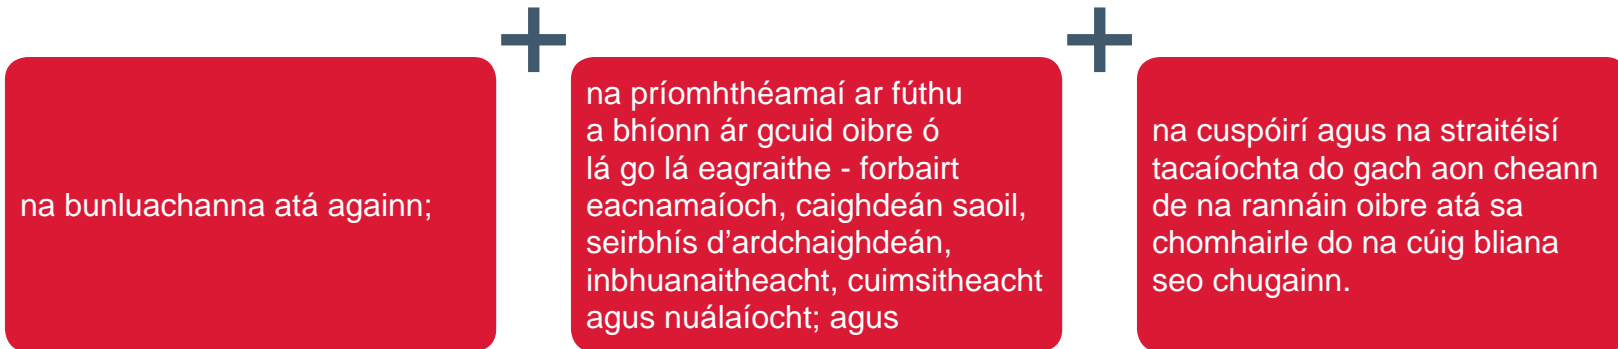 na bunluachanna atá againn;
na príomhthéamaí ar fúthu
a bhíonn ár gcuid oibre ó
lá go lá eagraithe - forbairt
eacnamaíoch, caighdeán saoil,
seirbhís d’ardchaighdeán,
inbhuanaitheacht, cuimsitheacht
agus nuálaíocht; agus
na cuspóirí agus na straitéisí
tacaíochta do gach aon cheann
de na rannáin oibre atá sa
chomhairle do na cúig bliana
seo chugainn.